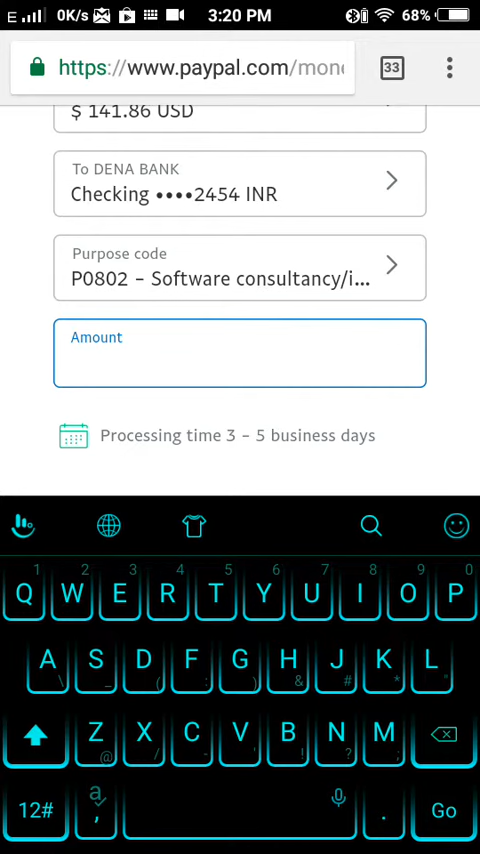 E 0K/s 3:20 PM 68%
https://www.paypal.com/mone 33
$ 141.86 USD
To DENA BANK
Checking ••••2454 INR
Purpose code
P0802 – Software consultancy/i...
Amount
Processing time 3 – 5 business days
1 2 3 4 5 6 7 8 9 0
Q W E R T Y U I O P
A S D F G H J K L
\ _ ( : ) & # * "
Z X C V B N M
@ / - ' ! ? ;
12# a , . Go